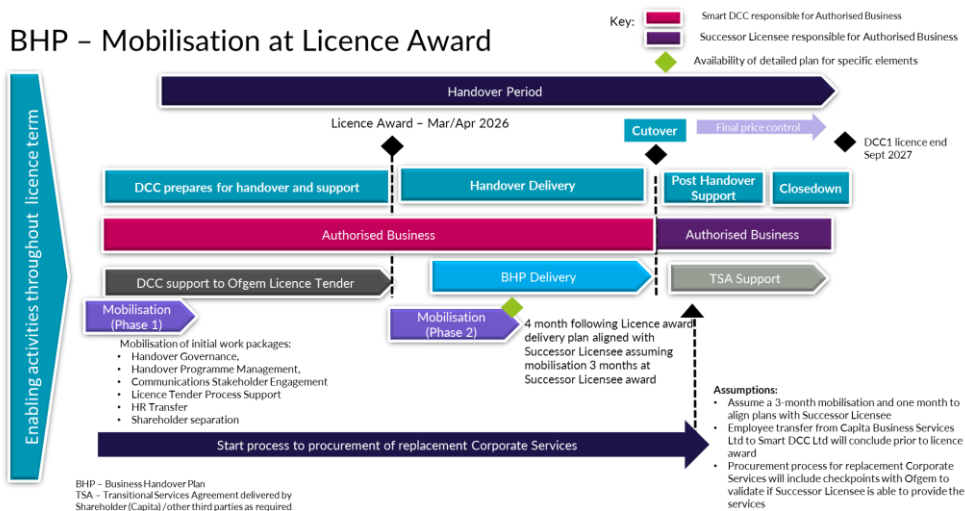 BHP – Mobilisation at Licence Award
Key:
Smart DCC responsible for Authorised Business
Successor Licensee responsible for Authorised Business
Availability of detailed plan for specific elements
Enabling activities throughout licence term
Handover Period
Licence Award – Mar/Apr 2026
Cutover
Final price control
DCC1 licence end
Sept 2027
DCC prepares for handover and support
Handover Delivery
Post Handover
Support
Closedown
Authorised Business
Authorised Business
DCC support to Ofgem Licence Tender
BHP Delivery
TSA Support
Mobilisation
(Phase 1)
Mobilisation
(Phase 2)
4 month following Licence award
delivery plan aligned with
Successor Licensee assuming
mobilisation 3 months at
Successor Licensee award
Mobilisation of initial work packages:
• Handover Governance,
• Handover Programme Management,
• Communications Stakeholder Engagement
• Licence Tender Process Support
• HR Transfer
• Shareholder separation
Start process to procurement of replacement Corporate Services
Assumptions:
• Assume a 3-month mobilisation and one month to
align plans with Successor Licensee
• Employee transfer from Capita Business Services
Ltd to Smart DCC Ltd will conclude prior to licence
award
• Procurement process for replacement Corporate
Services will include checkpoints with Ofgem to
validate if Successor Licensee is able to provide the
services
BHP – Business Handover Plan
TSA – Transitional Services Agreement delivered by
Shareholder (Capita) / other third parties as required